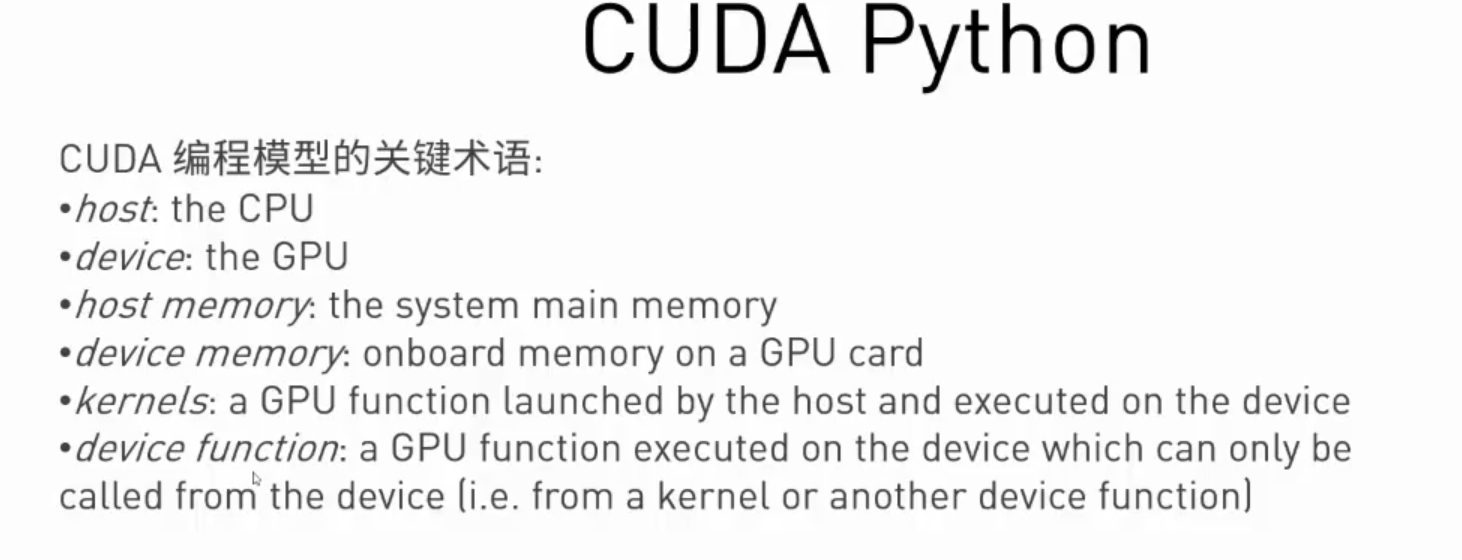 CUDA Python
CUDA 编程模型的关键术语:
•host: the CPU
•device: the GPU
•host memory: the system main memory
•device memory: onboard memory on a GPU card
•kernels: a GPU function launched by the host and executed on the device
•device function: a GPU function executed on the device which can only be
called from the device (i.e. from a kernel or another device function)